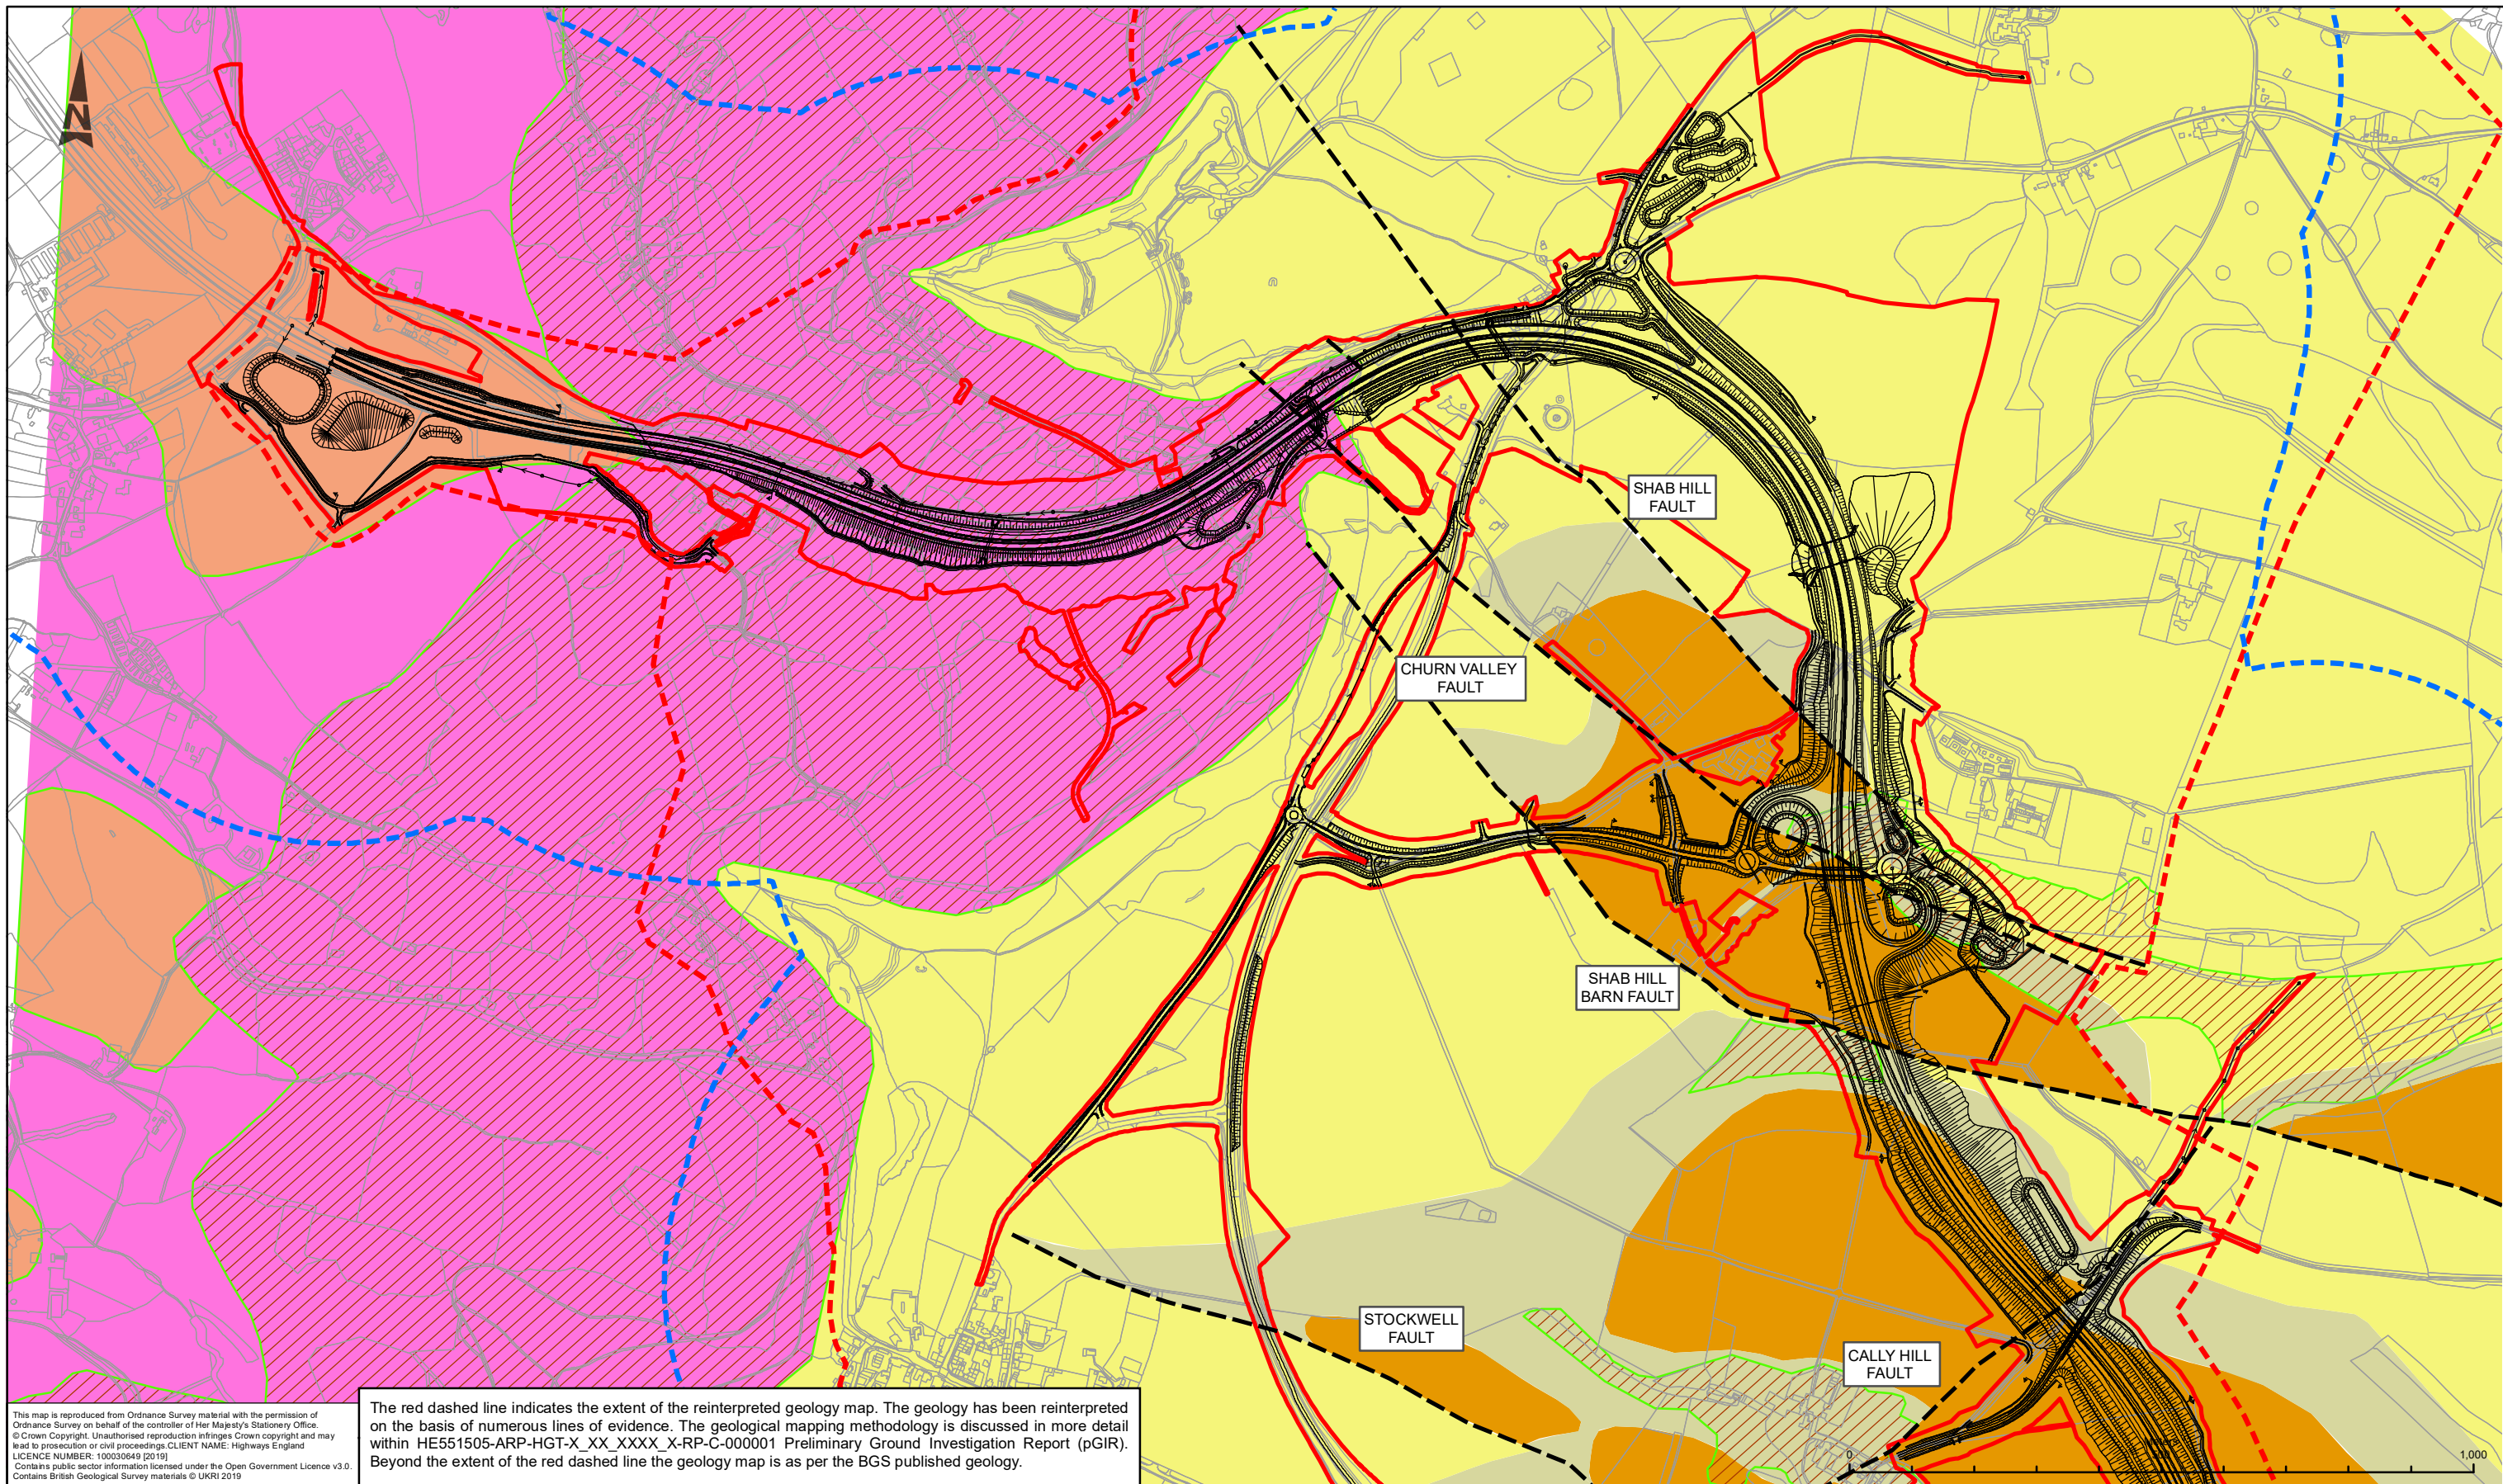 N
SHAB HILL
FAULT
CHURN VALLEY
FAULT
SHAB HILL
BARN FAULT
STOCKWELL
FAULT
CALLY HILL
FAULT
This map is reproduced from Ordnance Survey material with the permission of
Ordnance Survey on behalf of the controller of Her Majesty's Stationery Office.
© Crown Copyright. Unauthorised reproduction infringes Crown copyright and may
lead to prosecution or civil proceedings.CLIENT NAME: Highways England
LICENCE NUMBER: 100030649 [2019]
Contains public sector information licensed under the Open Government Licence v3.0.
Contains British Geological Survey materials © UKRI 2019
The red dashed line indicates the extent of the reinterpreted geology map. The geology has been reinterpreted
on the basis of numerous lines of evidence. The geological mapping methodology is discussed in more detail
within HE551505-ARP-HGT-X_XX_XXXX_X-RP-C-000001 Preliminary Ground Investigation Report (pGIR).
Beyond the extent of the red dashed line the geology map is as per the BGS published geology.
0 1,000